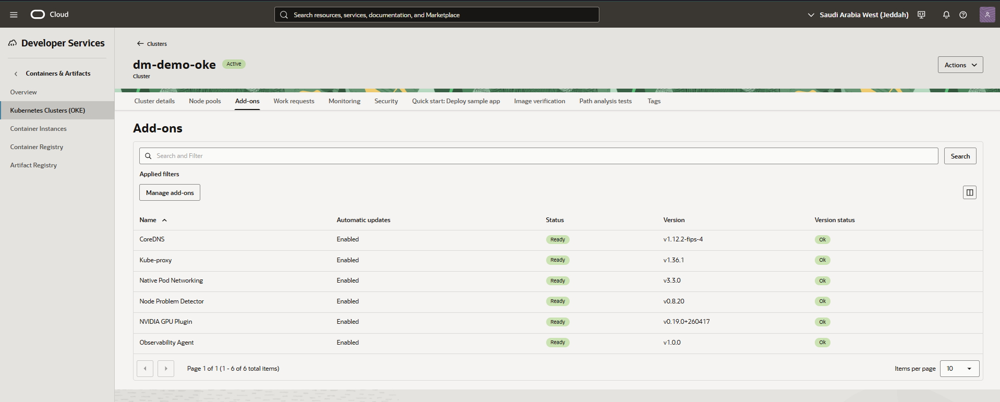 Cloud
Search resources, services, documentation, and Marketplace
Saudi Arabia West (Jeddah)
Developer Services
Containers & Artifacts
Overview
Kubernetes Clusters (OKE)
Container Instances
Container Registry
Artifact Registry
Clusters
dm-demo-oke Active
Cluster
Actions
Cluster details Node pools Add-ons Work requests Monitoring Security Quick start: Deploy sample app Image verification Path analysis tests Tags
Add-ons
Search and Filter
Search
Applied filters
Manage add-ons
Name Automatic updates Status Version Version status
CoreDNS Enabled Ready v1.12.2-fips-4 Ok
Kube-proxy Enabled Ready v1.36.1 Ok
Native Pod Networking Enabled Ready v3.3.0 Ok
Node Problem Detector Enabled Ready v0.8.20 Ok
NVIDIA GPU Plugin Enabled Ready v0.19.0+260417 Ok
Observability Agent Enabled Ready v1.0.0 Ok
Page 1 of 1 (1 - 6 of 6 total items)
Items per page 10